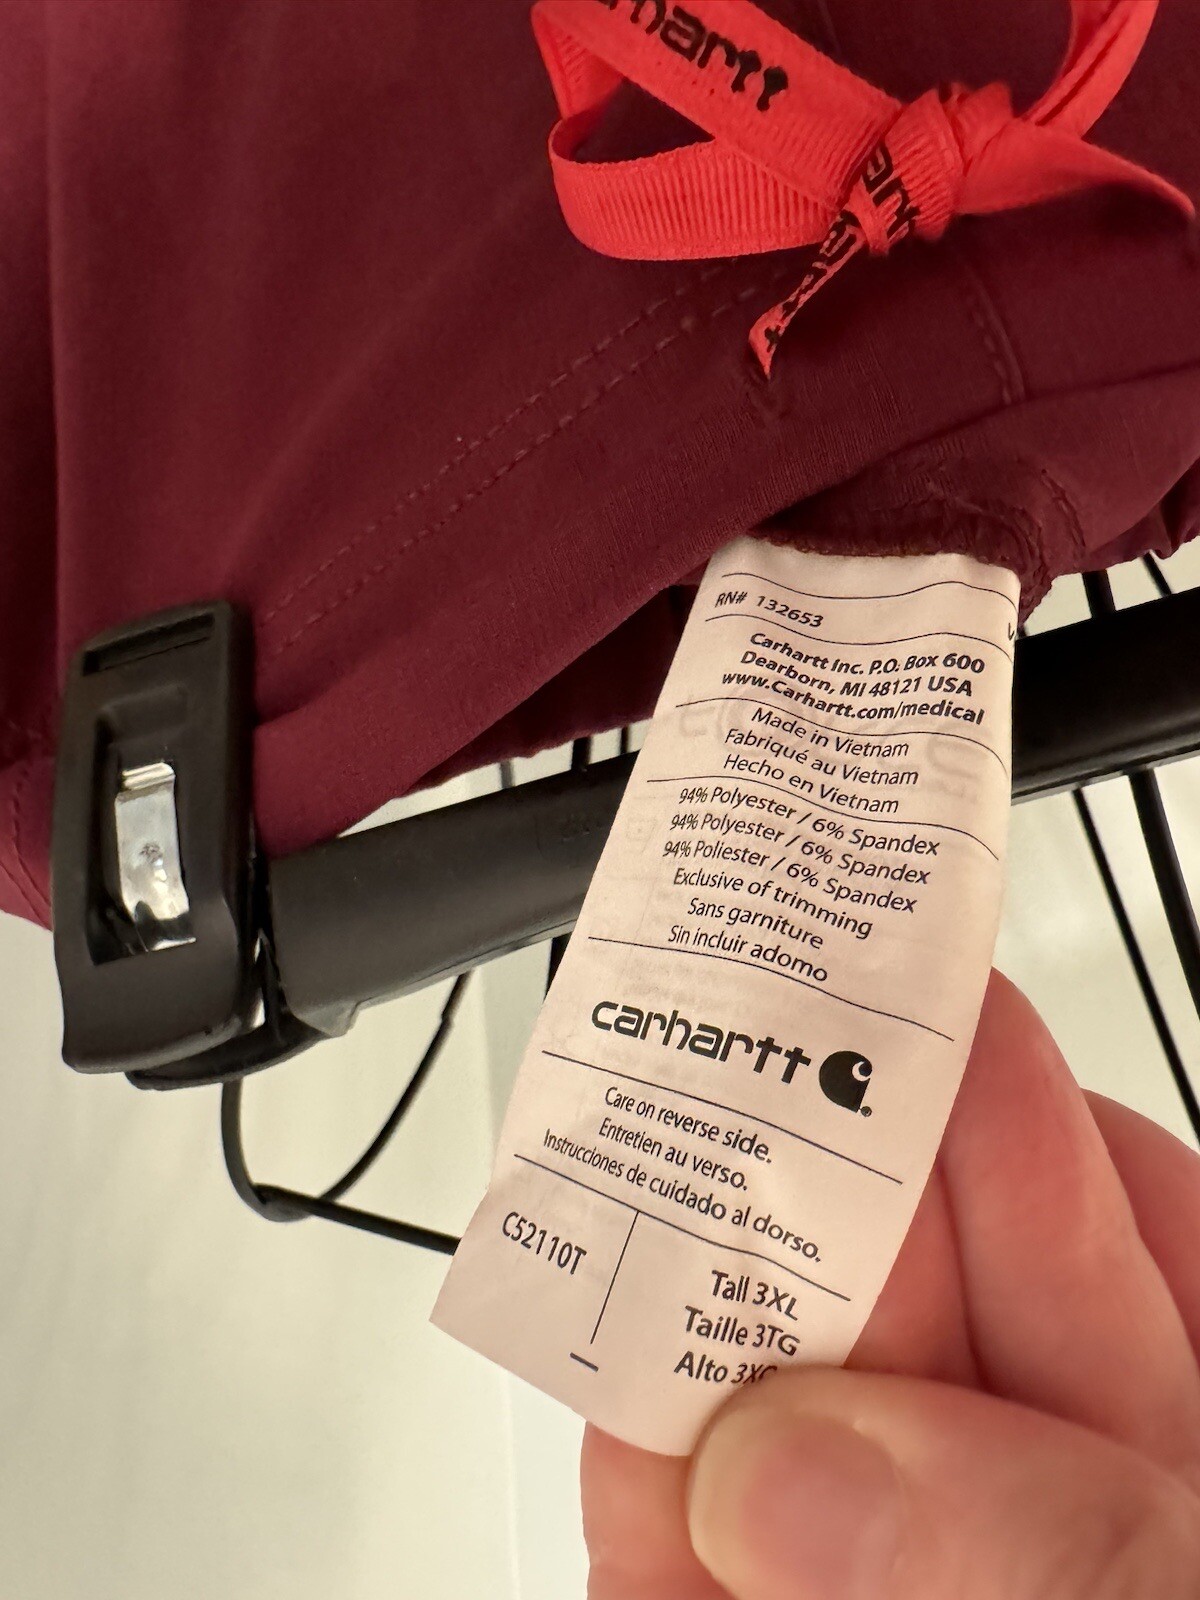 RN# 132653
Carhartt Inc. P.O. Box 600
Dearborn, MI 48121 USA
www.Carhartt.com/medical
Made in Vietnam
Fabriqué au Vietnam
Hecho en Vietnam
94% Polyester / 6% Spandex
94% Polyester / 6% Spandex
94% Poliester / 6% Spandex
Exclusive of trimming
Sans garniture
Sin incluir adomo
carhartt
Care on reverse side.
Entretien au verso.
Instrucciones de cuidado al dorso.
C52110T
Tall 3XL
Taille 3TG
Alto